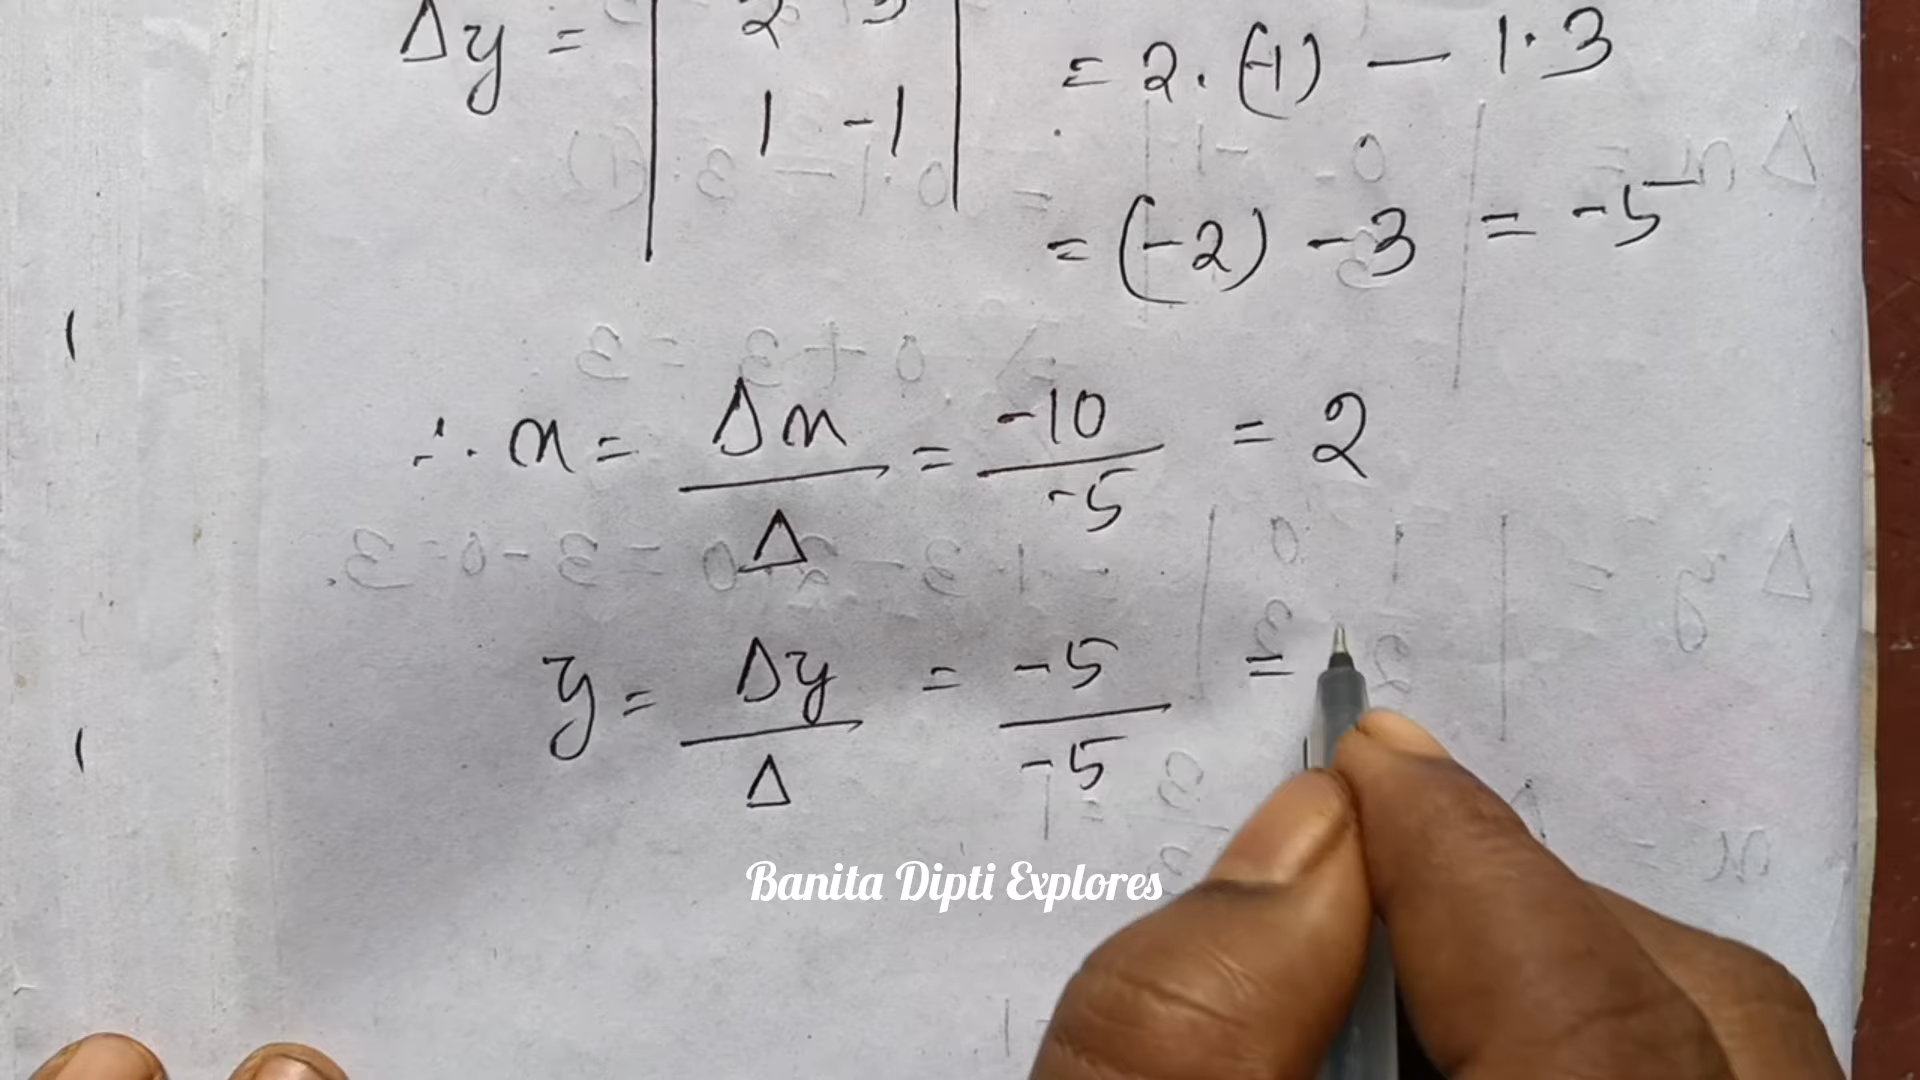 Δy = | 2 3 | = 2 . (-1) — 1 . 3
| 1 -1 |
= (-2) - 3 = -5
∴ x = Δx / Δ = -10 / -5 = 2
y = Δy / Δ = -5 / -5 =
Banita Dipti Explores